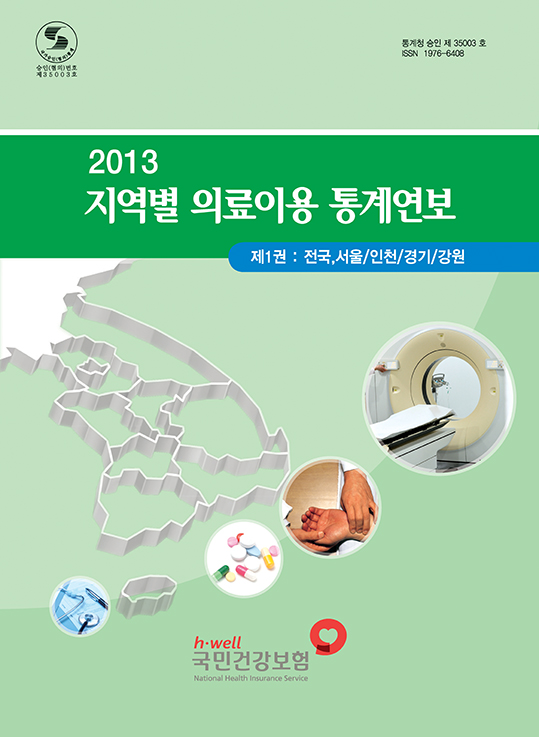 통계청 승인 제 35003 호
ISSN 1976-6408
승인(협의)번호
제35003호
2013
지역별 의료이용 통계연보
제1권 : 전국,서울/인천/경기/강원
h·well
국민건강보험
National Health Insurance Service